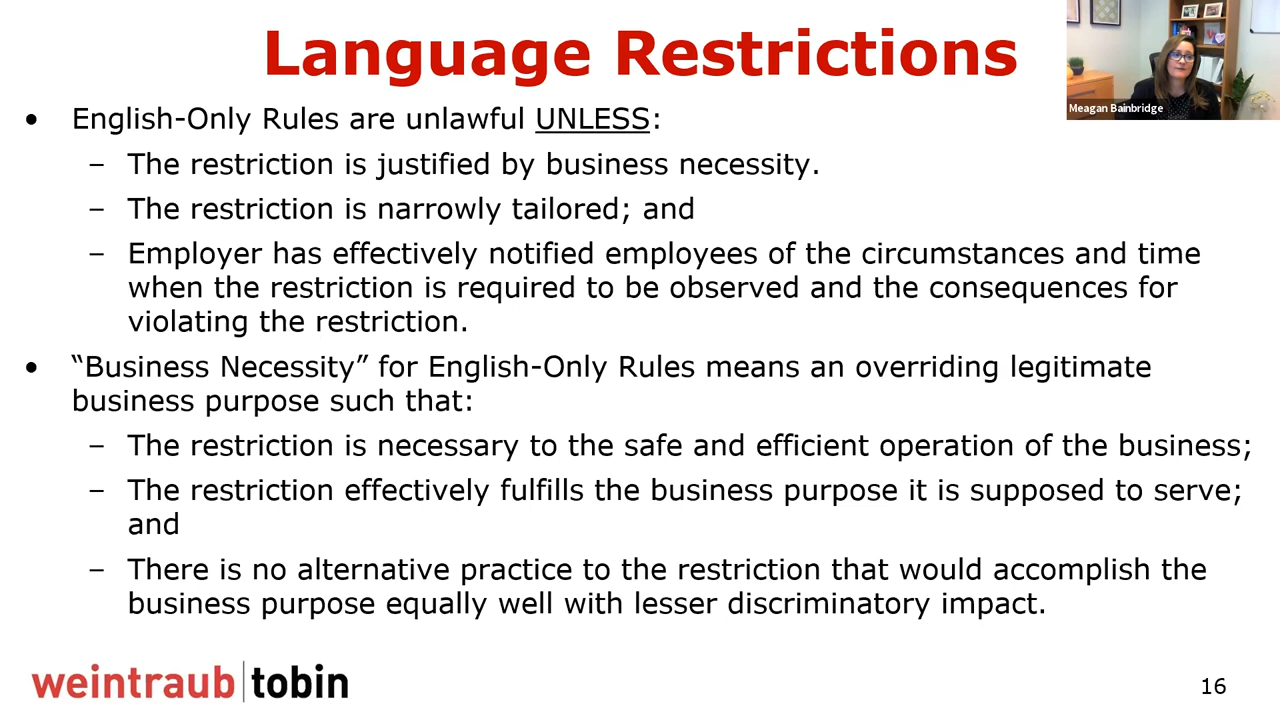 Language Restrictions
Meagan Bainbridge
• English-Only Rules are unlawful UNLESS:
– The restriction is justified by business necessity.
– The restriction is narrowly tailored; and
– Employer has effectively notified employees of the circumstances and time
when the restriction is required to be observed and the consequences for
violating the restriction.
• “Business Necessity” for English-Only Rules means an overriding legitimate
business purpose such that:
– The restriction is necessary to the safe and efficient operation of the business;
– The restriction effectively fulfills the business purpose it is supposed to serve;
and
– There is no alternative practice to the restriction that would accomplish the
business purpose equally well with lesser discriminatory impact.
weintraub tobin
16